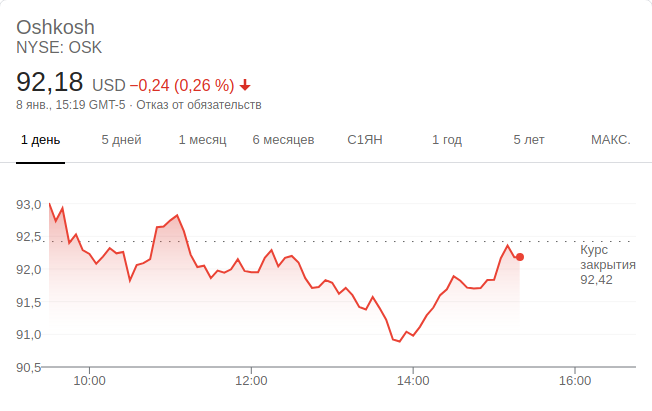 Oshkosh
NYSE: OSK
92,18 USD −0,24 (0,26 %)
8 янв., 15:19 GMT-5 · Отказ от обязательств
1 день 5 дней 1 месяц 6 месяцев С1ЯН 1 год 5 лет МАКС.
93,0
92,5
Курс
закрытия
92,42
92,0
91,5
91,0
90,5
10:00 12:00 14:00 16:00